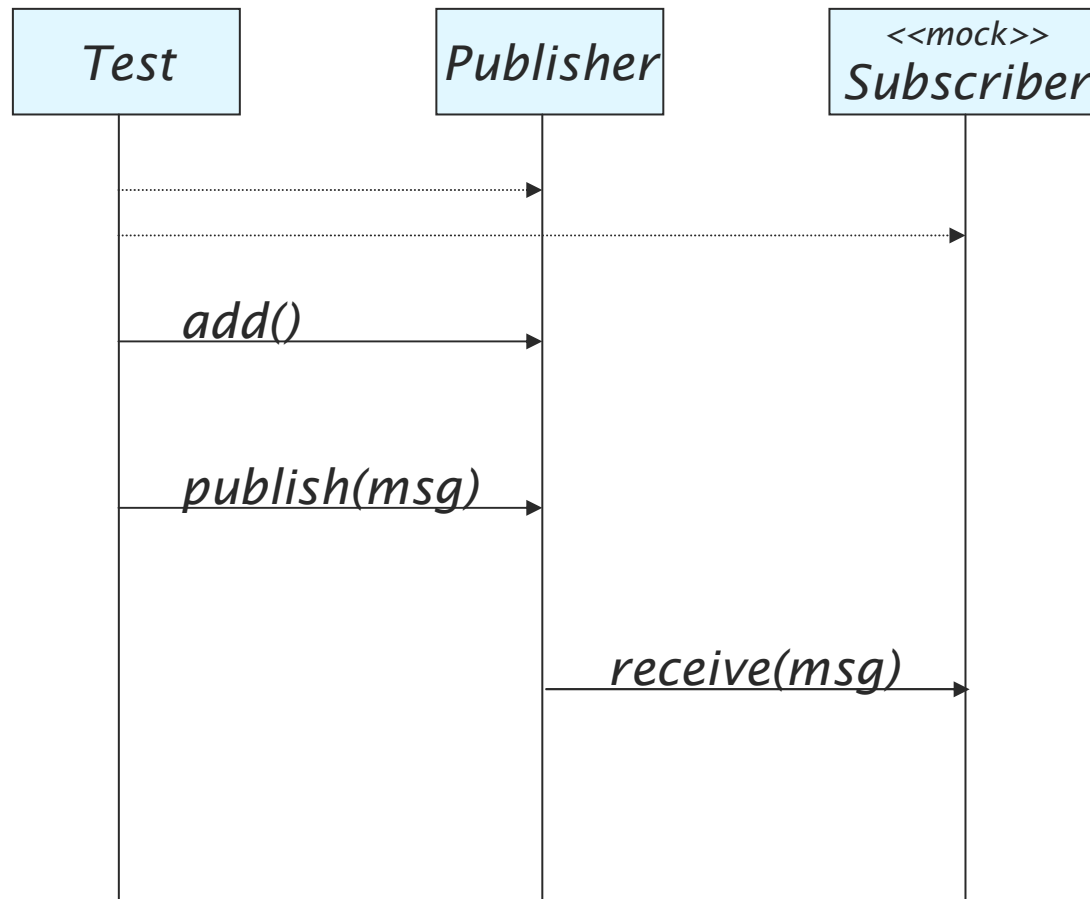 Test
Publisher
<<mock>>
Subscriber
add()
publish(msg)
receive(msg)